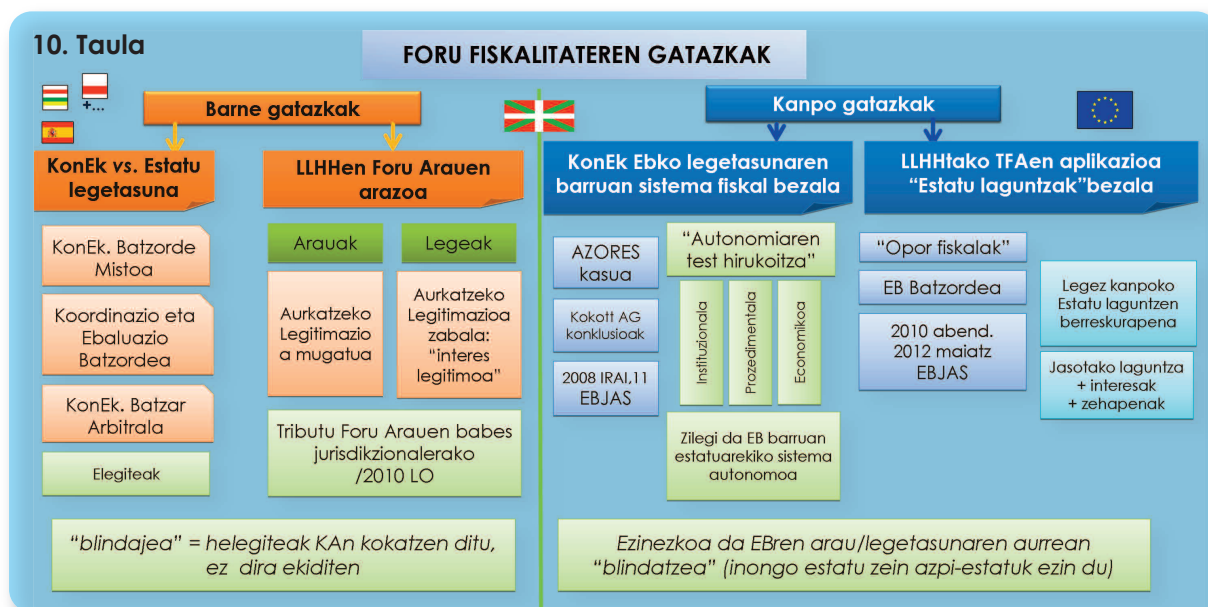 10. Taula
FORU FISKALITATEREN GATAZKAK
+...
Barne gatazkak
KonEk vs. Estatu
legetasuna
KonEk. Batzorde
Mistoa
Koordinazio eta
Ebaluazio
Batzordea
KonEk. Batzar
Arbitrala
Elegiteak
LLHHen Foru Arauen
arazoa
Arauak
Aurkatzeko
Legitimazio
a mugatua
Legeak
Aurkatzeko
Legitimazioa
zabala:
“interes
legitimoa”
Tributu Foru Arauen babes
jurisdikzionalerako
/2010 LO
“blindajea” = helegiteak KAn kokatzen ditu,
ez dira ekiditen
Kanpo gatazkak
KonEk Ebko legetasunaren
barruan sistema fiskal bezala
AZORES
kasua
Kokott AG
konklusioak
2008 IRAI,11
EBJAS
“Autonomiaren
test hirukoitza”
Instituzionala
Prozedimentala
Economikoa
Zilegi da EB barruan
estatuarekiko sistema
autonomoa
LLHHtako TFAen aplikazioa
“Estatu laguntzak”bezala
“Opor fiskalak”
EB Batzordea
2010 abend.
2012 maiatz
EBJAS
Legez kanpoko
Estatu laguntzen
berreskurapena
Jasotako laguntza
+ interesak
+ zehapenak
Ezinezkoa da EBren arau/legetasunaren aurrean
“blindatzea” (inongo estatu zein azpi-estatuk ezin du)